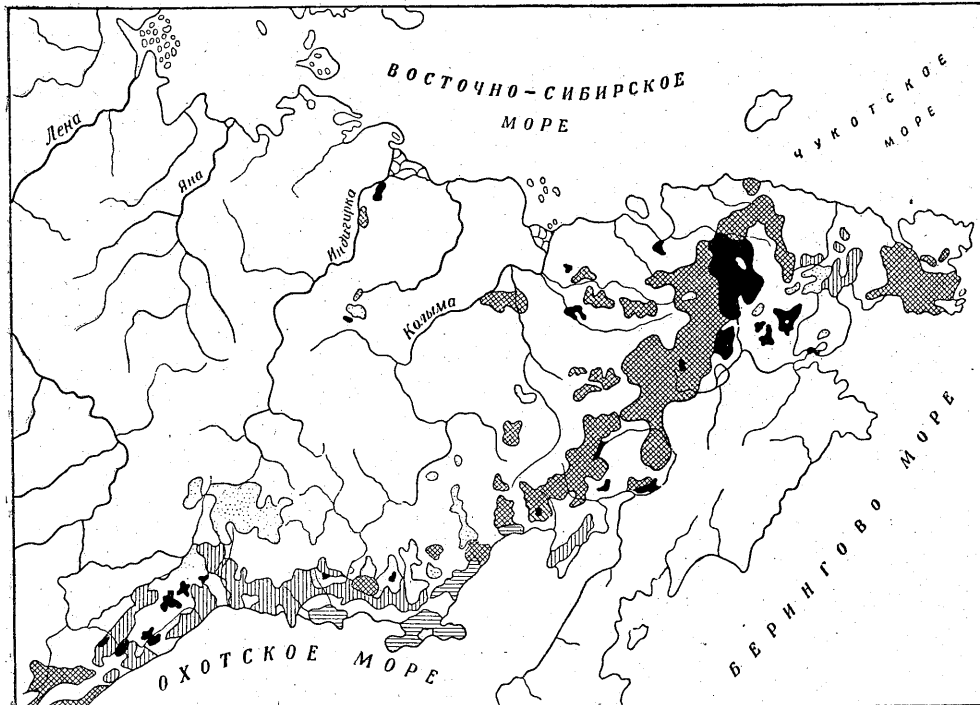 ВОСТОЧНО-СИБИРСКОЕ
МОРЕ
ЧУКОТСКОЕ
МОРЕ
Лена
Яна
Индигирка
Колыма
БЕРИНГОВО МОРЕ
ОХОТСКОЕ МОРЕ